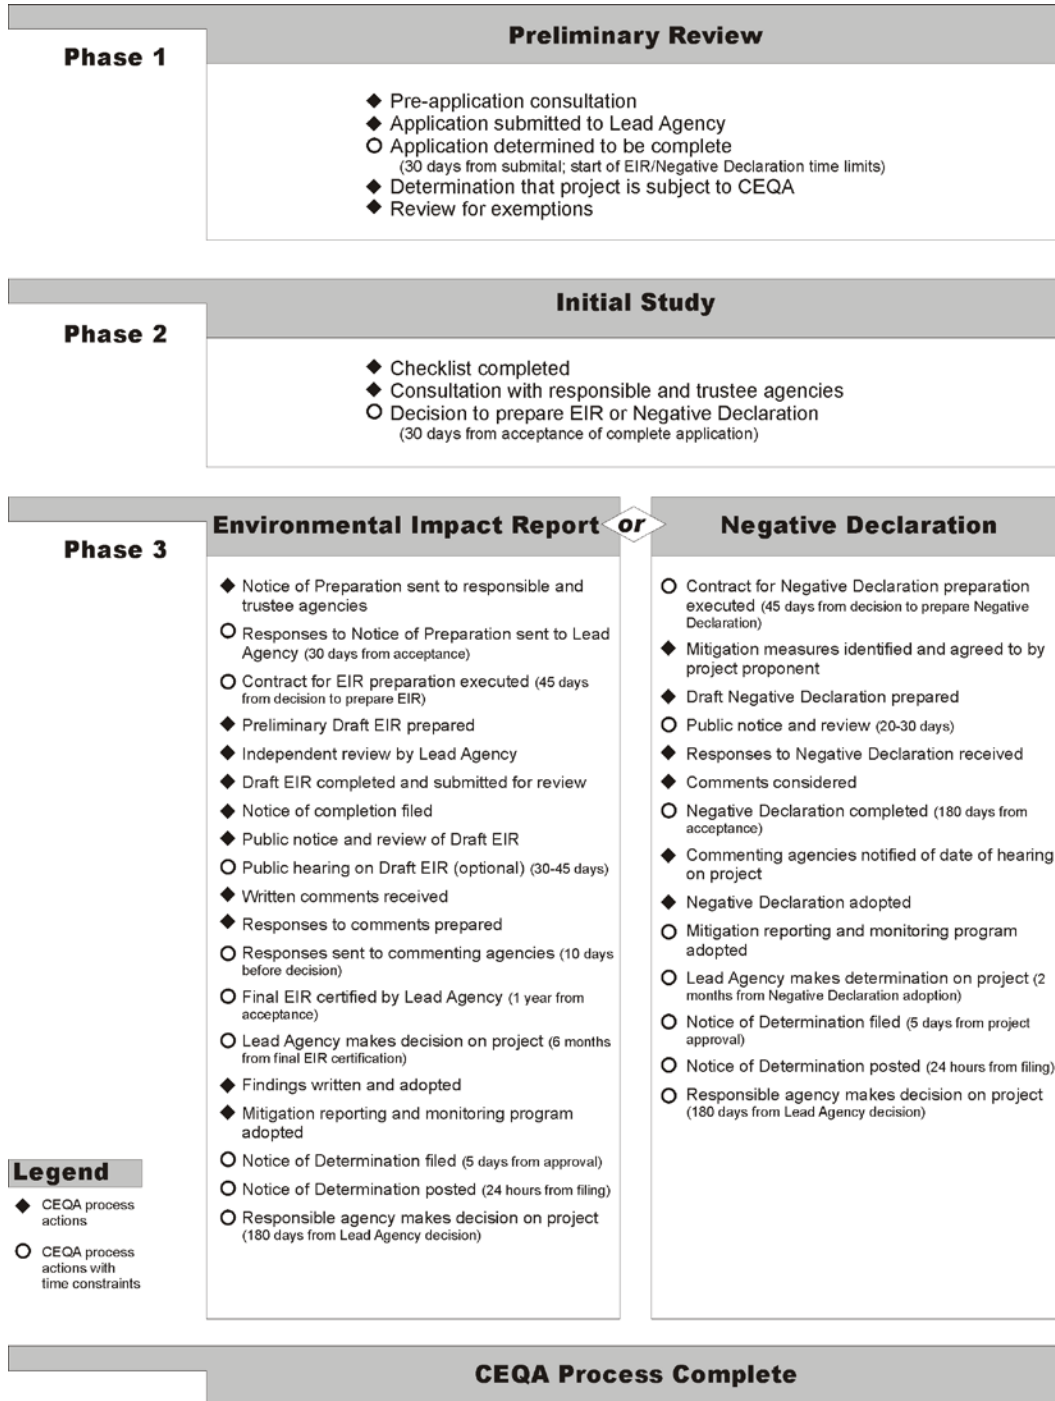 Preliminary Review
Phase 1
Pre-application consultation
Application submitted to Lead Agency
Application determined to be complete
(30 days from submital; start of EIR/Negative Declaration time limits)
Determination that project is subject to CEQA
Review for exemptions
Initial Study
Phase 2
Checklist completed
Consultation with responsible and trustee agencies
Decision to prepare EIR or Negative Declaration
(30 days from acceptance of complete application)
Phase 3
Environmental Impact Report
Notice of Preparation sent to responsible and
trustee agencies
Responses to Notice of Preparation sent to Lead
Agency (30 days from acceptance)
Contract for EIR preparation executed (45 days
from decision to prepare EIR)
Preliminary Draft EIR prepared
Independent review by Lead Agency
Draft EIR completed and submitted for review
Notice of completion filed
Public notice and review of Draft EIR
Public hearing on Draft EIR (optional) (30-45 days)
Written comments received
Responses to comments prepared
Responses sent to commenting agencies (10 days
before decision)
Final EIR certified by Lead Agency (1 year from
acceptance)
Lead Agency makes decision on project (6 months
from final EIR certification)
Findings written and adopted
Mitigation reporting and monitoring program
adopted
Notice of Determination filed (5 days from approval)
Notice of Determination posted (24 hours from filing)
Responsible agency makes decision on project
(180 days from Lead Agency decision)
or
Negative Declaration
Contract for Negative Declaration preparation
executed (45 days from decision to prepare Negative
Declaration)
Mitigation measures identified and agreed to by
project proponent
Draft Negative Declaration prepared
Public notice and review (20-30 days)
Responses to Negative Declaration received
Comments considered
Negative Declaration completed (180 days from
acceptance)
Commenting agencies notified of date of hearing
on project
Negative Declaration adopted
Mitigation reporting and monitoring program
adopted
Lead Agency makes determination on project (2
months from Negative Declaration adoption)
Notice of Determination filed (5 days from project
approval)
Notice of Determination posted (24 hours from filing)
Responsible agency makes decision on project
(180 days from Lead Agency decision)
Legend
CEQA process
actions
CEQA process
actions with
time constraints
CEQA Process Complete